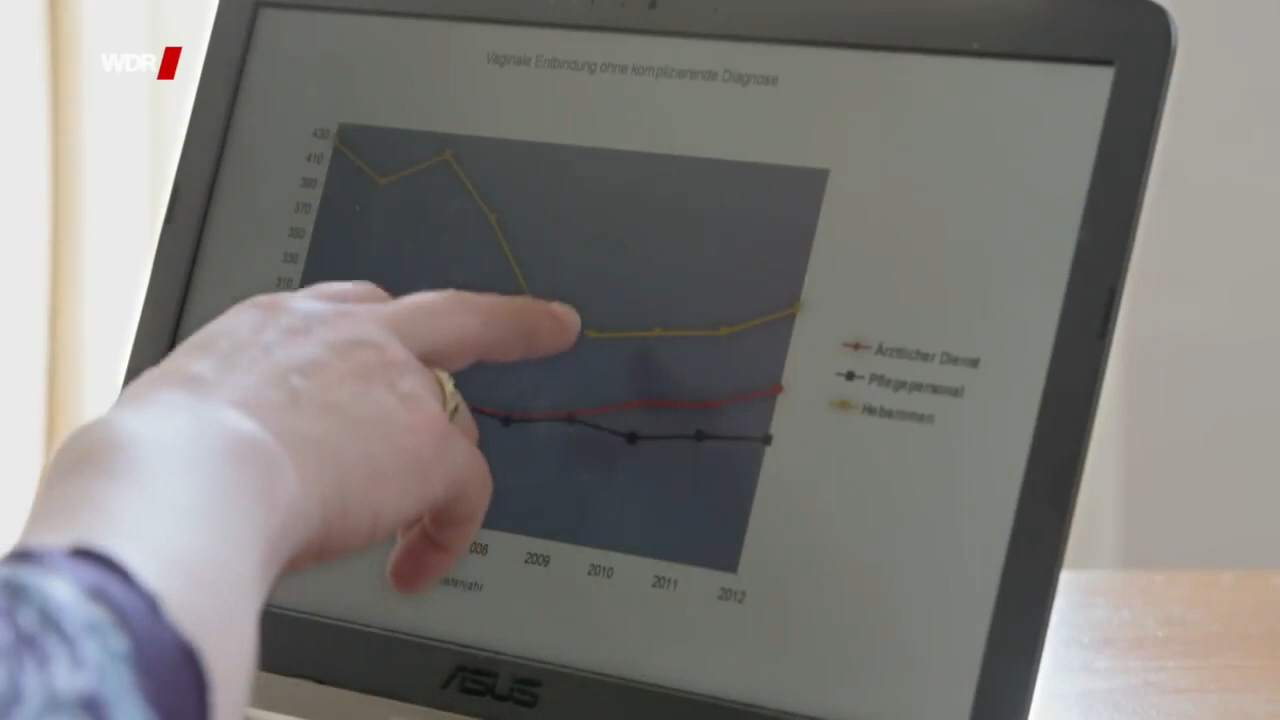 WDR
Vaginale Entbindung ohne komplizierende Diagnose
430
410
390
370
350
330
310
Ärztlicher Dienst
Pflegepersonal
Hebammen
2009
2010
2011
2012
ASUS